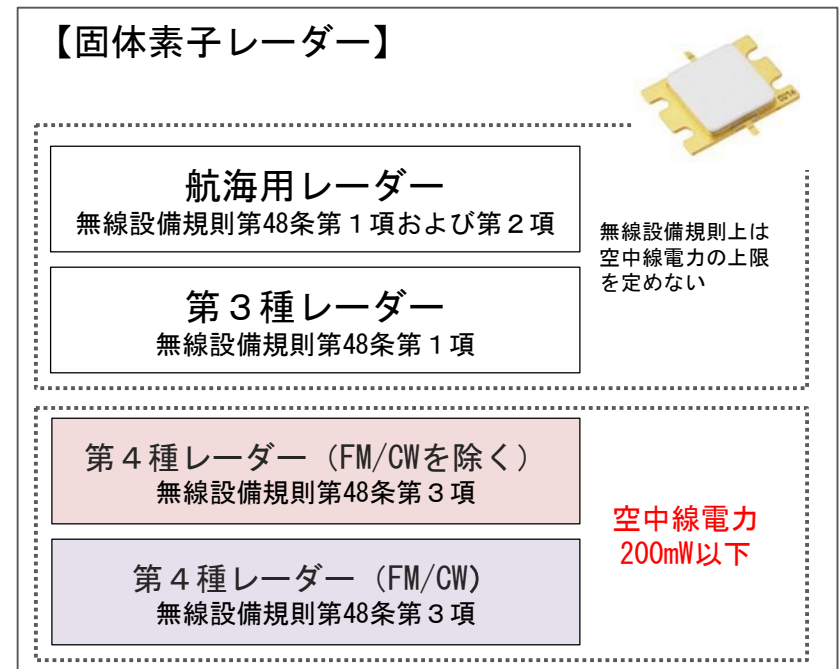 【固体素子レーダー】
航海用レーダー
無線設備規則第48条第１項および第２項
無線設備規則上は
空中線電力の上限
を定めない
第３種レーダー
無線設備規則第48条第１項
第４種レーダー（FM/CWを除く）
無線設備規則第48条第３項
空中線電力
200mW以下
第４種レーダー（FM/CW)
無線設備規則第48条第３項